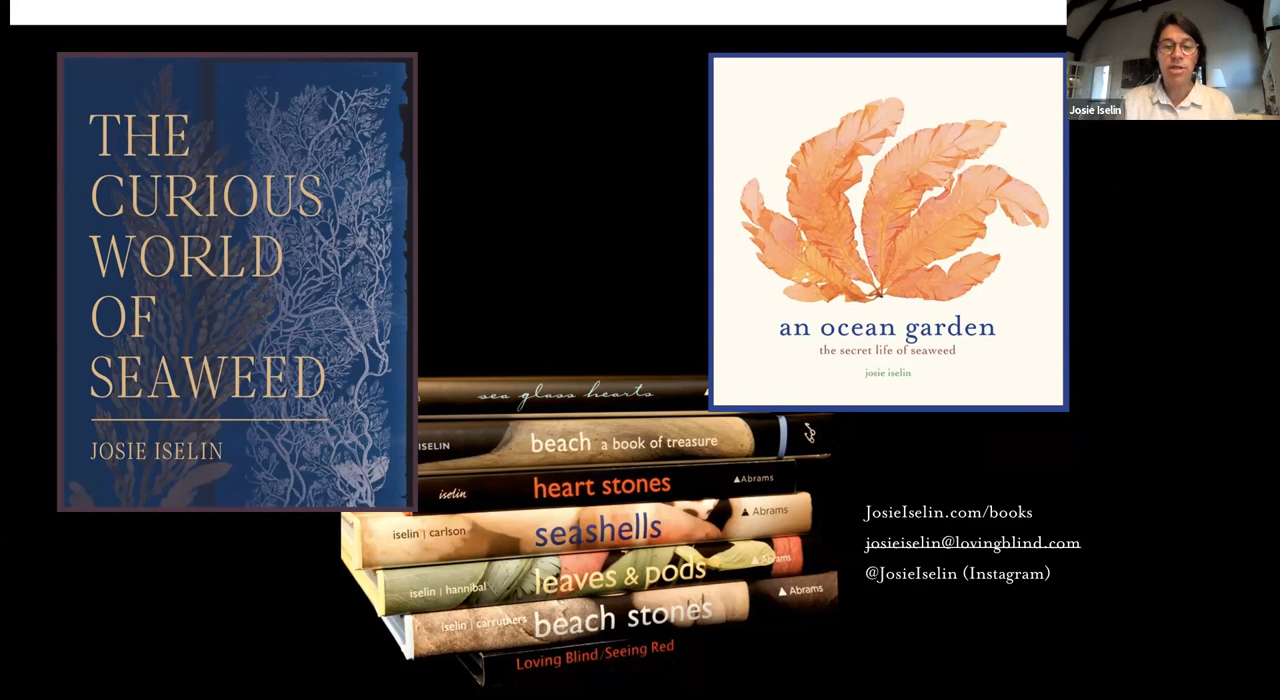 THE
CURIOUS
WORLD
OF
SEAWEED
JOSIE ISELIN
an ocean garden
the secret life of seaweed
josie iselin
Josie Iselin
sea glass hearts
ISELIN beach a book of treasure
iselin heart stones Abrams
iselin | carlson seashells Abrams
iselin | hannibal leaves & pods Abrams
iselin | carruthers beach stones Abrams
Loving Blind/Seeing Red
JosieIselin.com/books
josieiselin@lovingblind.com
@JosieIselin (Instagram)